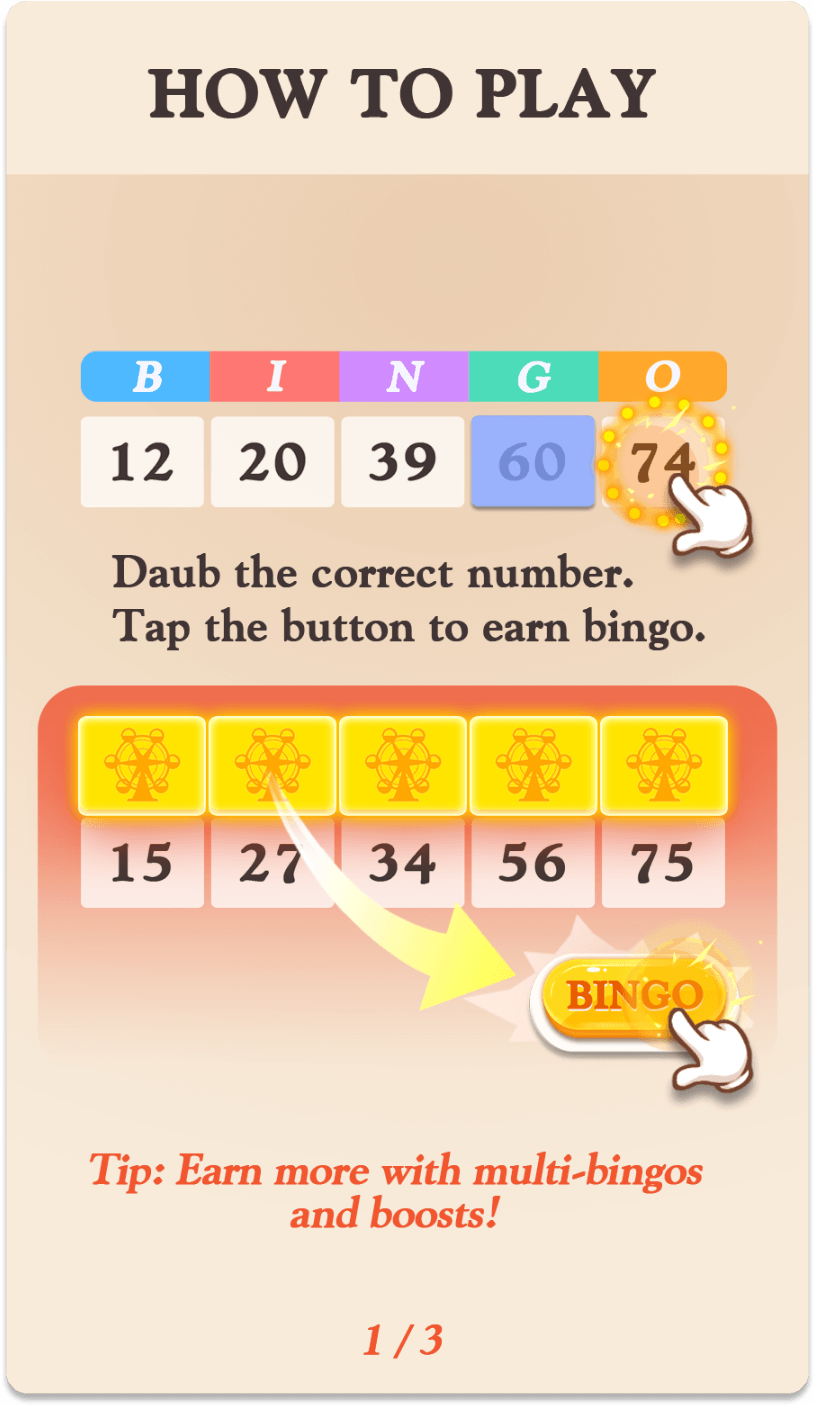 HOW TO PLAY
B I N G O
12 20 39 60 74
Daub the correct number.
Tap the button to earn bingo.
15 27 34 56 75
BINGO
Tip: Earn more with multi-bingos
and boosts!
1 / 3